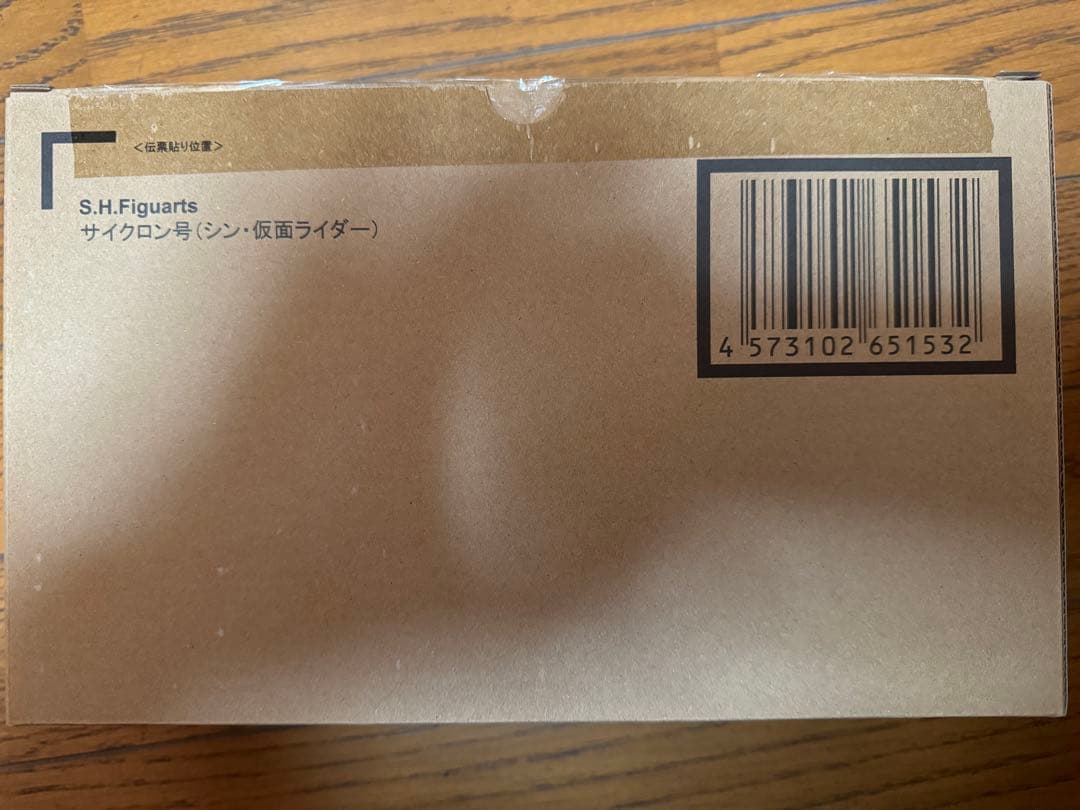 <伝票貼り位置>
S.H.Figuarts
サイクロン号(シン・仮面ライダー)
4 573102 651532